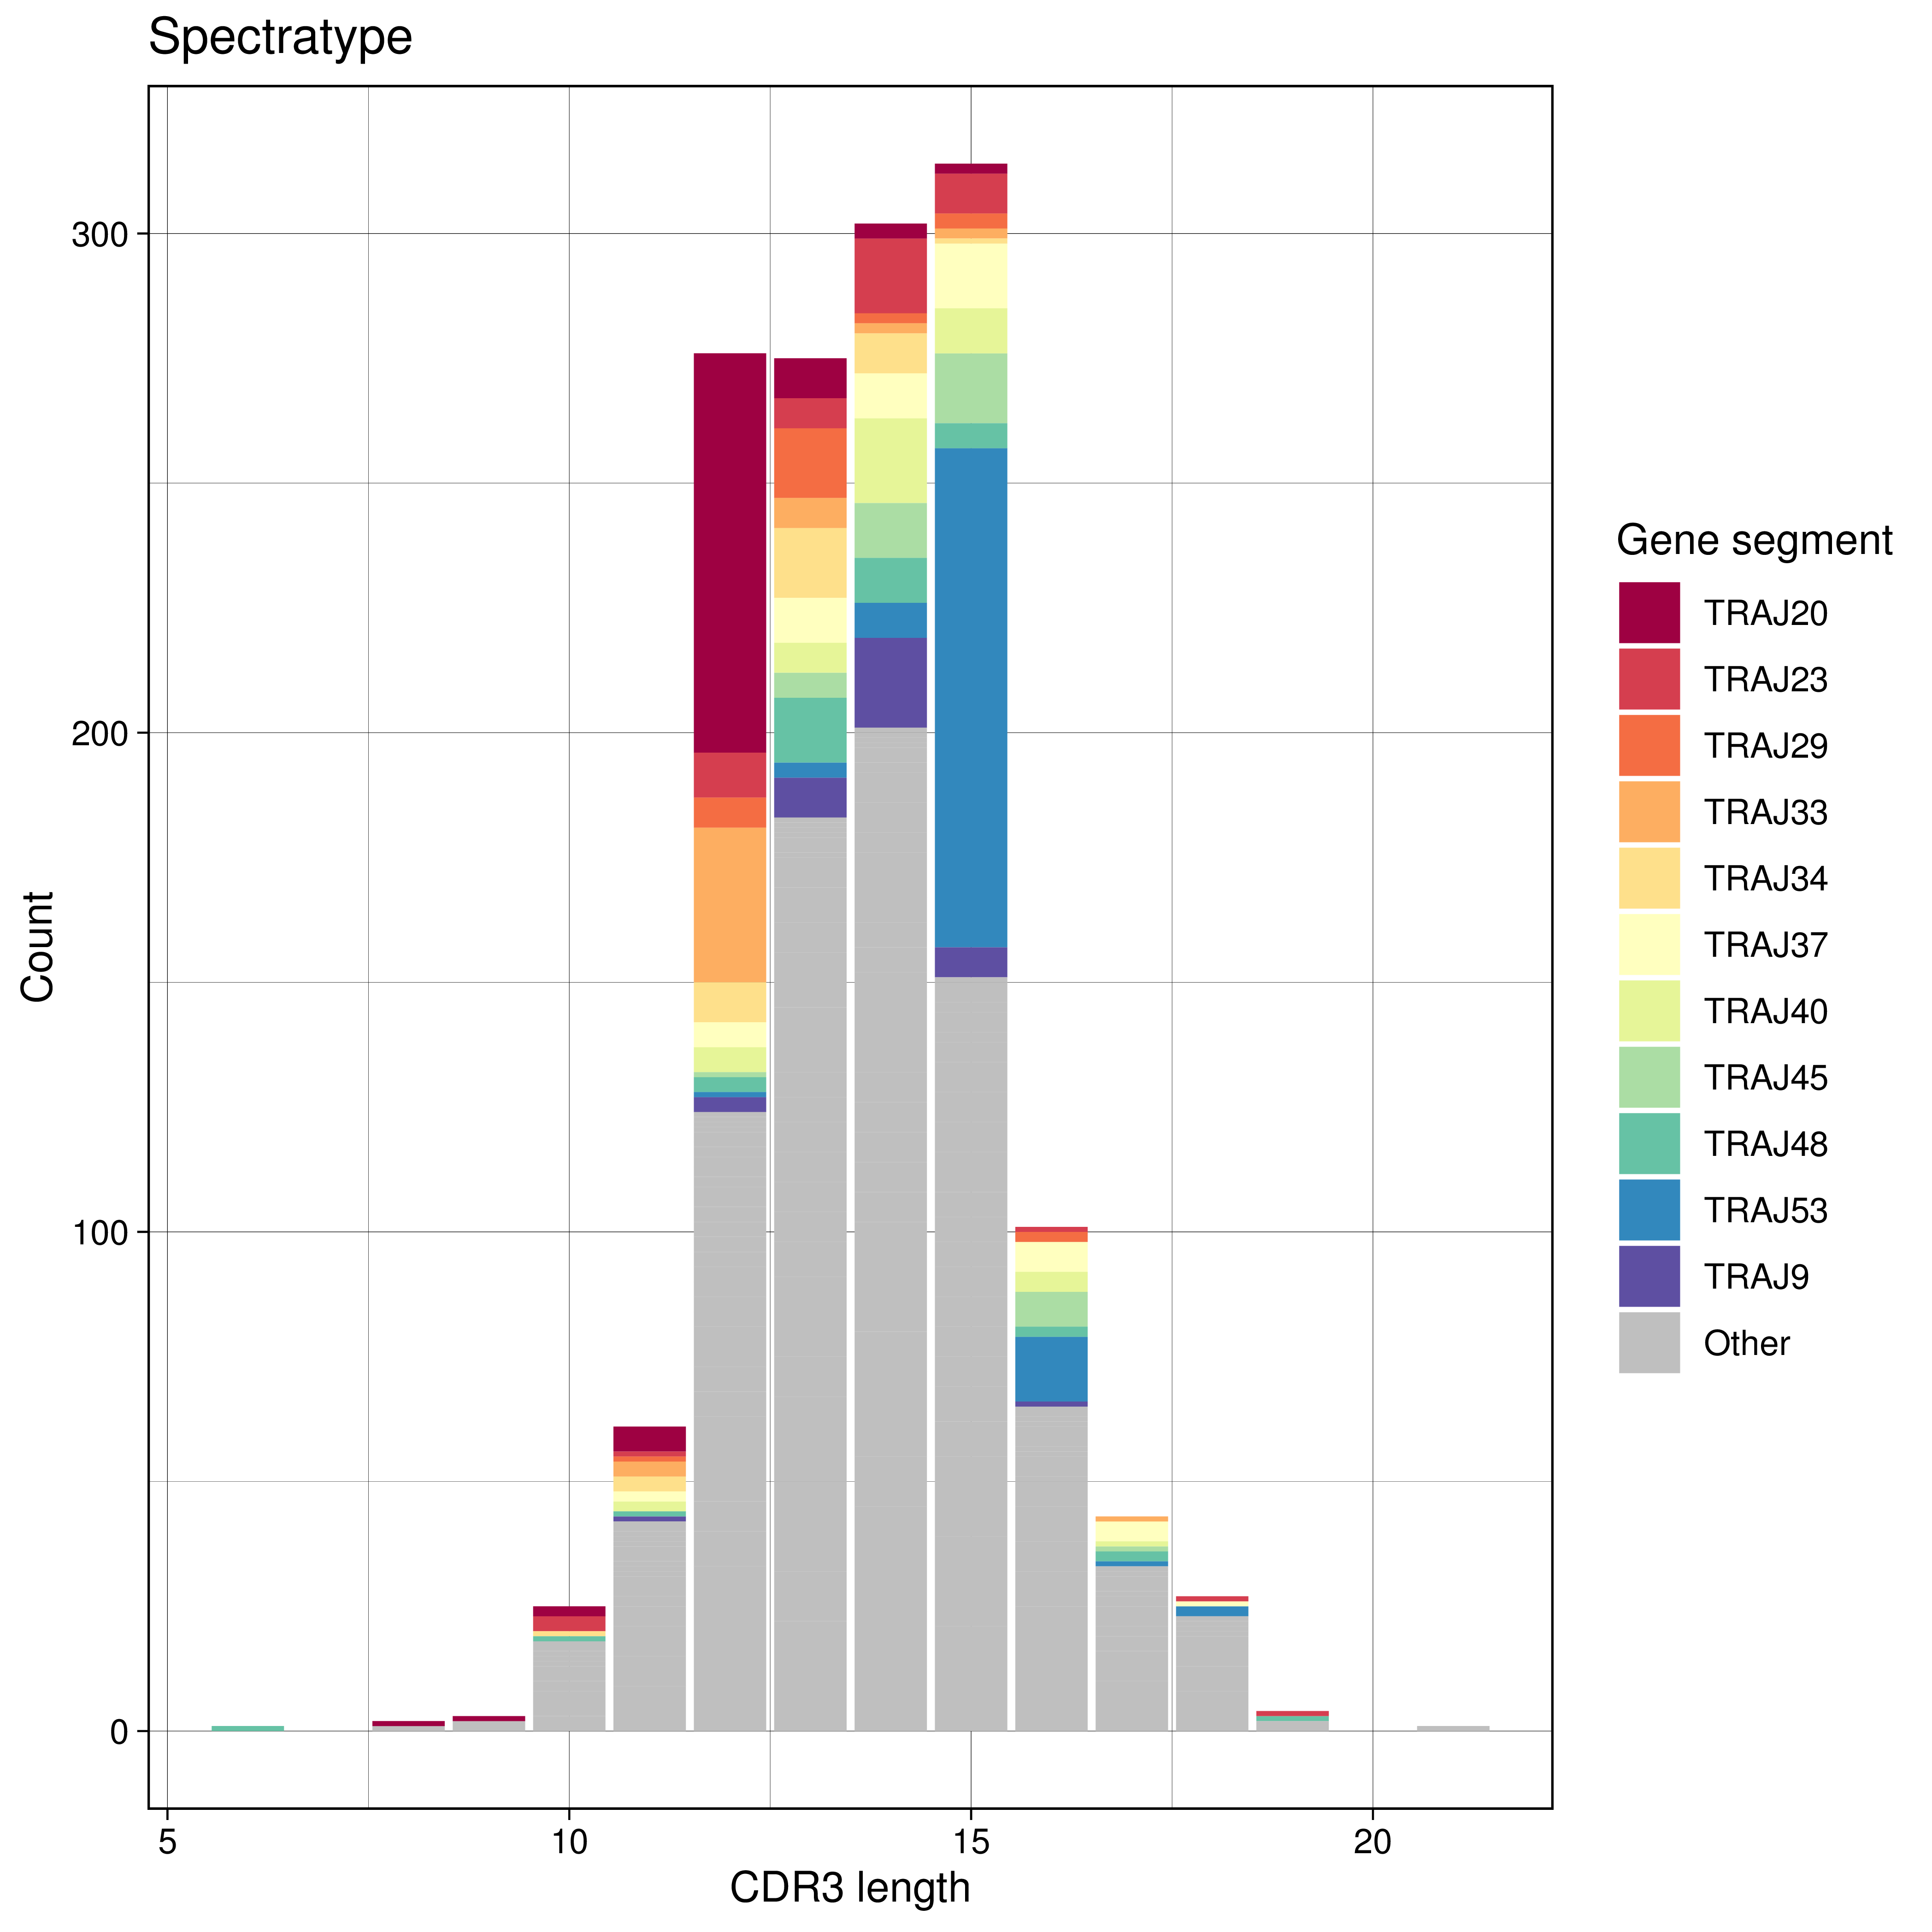 Spectratype
300
200
100
0
Count
5 10 15 20
CDR3 length
Gene segment
TRAJ20
TRAJ23
TRAJ29
TRAJ33
TRAJ34
TRAJ37
TRAJ40
TRAJ45
TRAJ48
TRAJ53
TRAJ9
Other